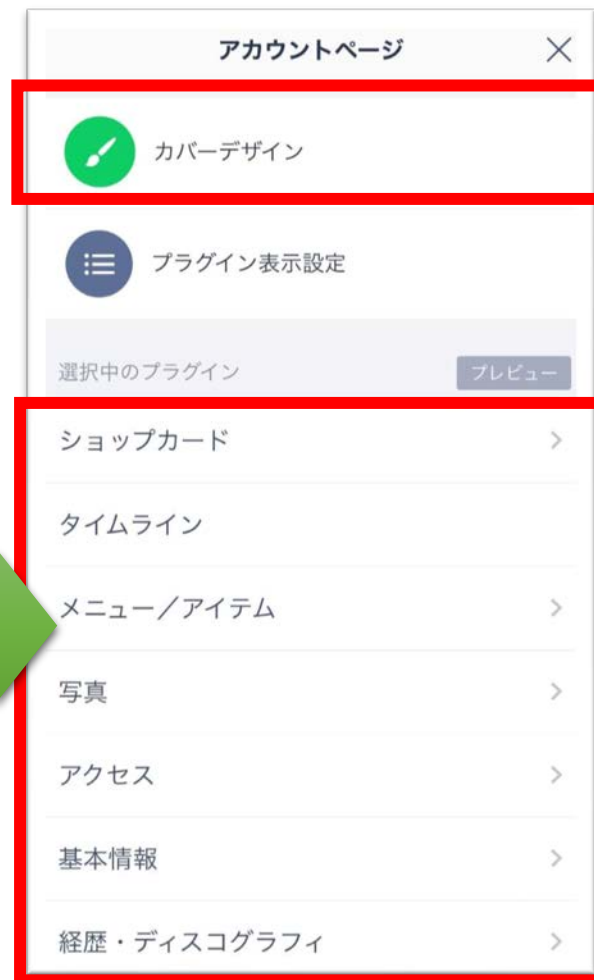 アカウントページ
カバーデザイン
プラグイン表示設定
選択中のプラグイン
プレビュー
ショップカード
タイムライン
メニュー／アイテム
写真
アクセス
基本情報
経歴・ディスコグラフィ